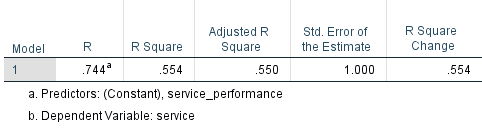 Model R R Square Adjusted R Square Std. Error of the Estimate R Square Change
1 .744a .554 .550 1.000 .554
a. Predictors: (Constant), service_performance
b. Dependent Variable: service